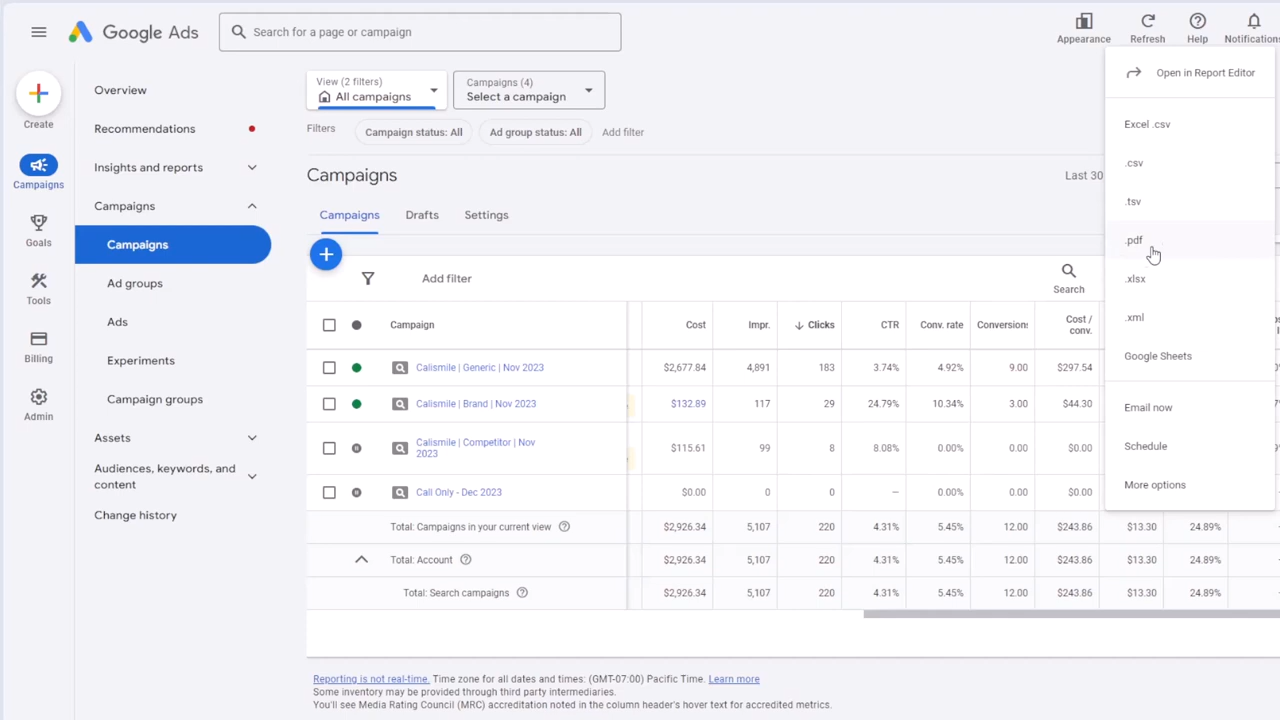 Google Ads
Search for a page or campaign
Appearance
Refresh
Help
Notifications
Create
Campaigns
Goals
Tools
Billing
Admin
Overview
Recommendations
Insights and reports
Campaigns
Campaigns
Ad groups
Ads
Experiments
Campaign groups
Assets
Audiences, keywords, and
content
Change history
View (2 filters)
All campaigns
Campaigns (4)
Select a campaign
Filters
Campaign status: All
Ad group status: All
Add filter
Campaigns
Last 30
Campaigns
Drafts
Settings
Add filter
Search
Campaign Cost Impr. Clicks CTR Conv. rate Conversions Cost /
conv.
Calismile | Generic | Nov 2023 $2,677.84 4,891 183 3.74% 4.92% 9.00 $297.54
Calismile | Brand | Nov 2023 $132.89 117 29 24.79% 10.34% 3.00 $44.30
Calismile | Competitor | Nov
2023 $115.61 99 8 8.08% 0.00% 0.00 $0.00
Call Only - Dec 2023 $0.00 0 0 — 0.00% 0.00 $0.00
Total: Campaigns in your current view $2,926.34 5,107 220 4.31% 5.45% 12.00 $243.86 $13.30 24.89%
Total: Account $2,926.34 5,107 220 4.31% 5.45% 12.00 $243.86 $13.30 24.89%
Total: Search campaigns $2,926.34 5,107 220 4.31% 5.45% 12.00 $243.86 $13.30 24.89%
Open in Report Editor
Excel .csv
.csv
.tsv
.pdf
.xlsx
.xml
Google Sheets
Email now
Schedule
More options
Reporting is not real-time. Time zone for all dates and times: (GMT-07:00) Pacific Time. Learn more
Some inventory may be provided through third party intermediaries.
You'll see Media Rating Council (MRC) accreditation noted in the column header's hover text for accredited metrics.